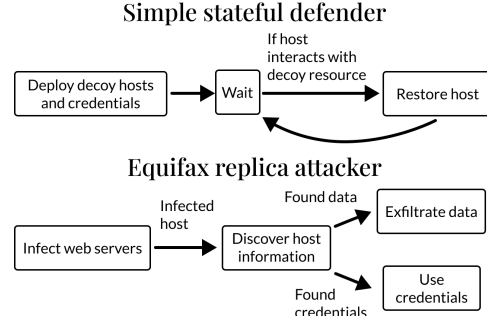 Simple stateful defender
If host
interacts with
decoy resource
Deploy decoy hosts
and credentials
Wait
Restore host
Equifax replica attacker
Infected
host
Found data
Exfiltrate data
Infect web servers
Discover host
information
Found
credentials
Use
credentials